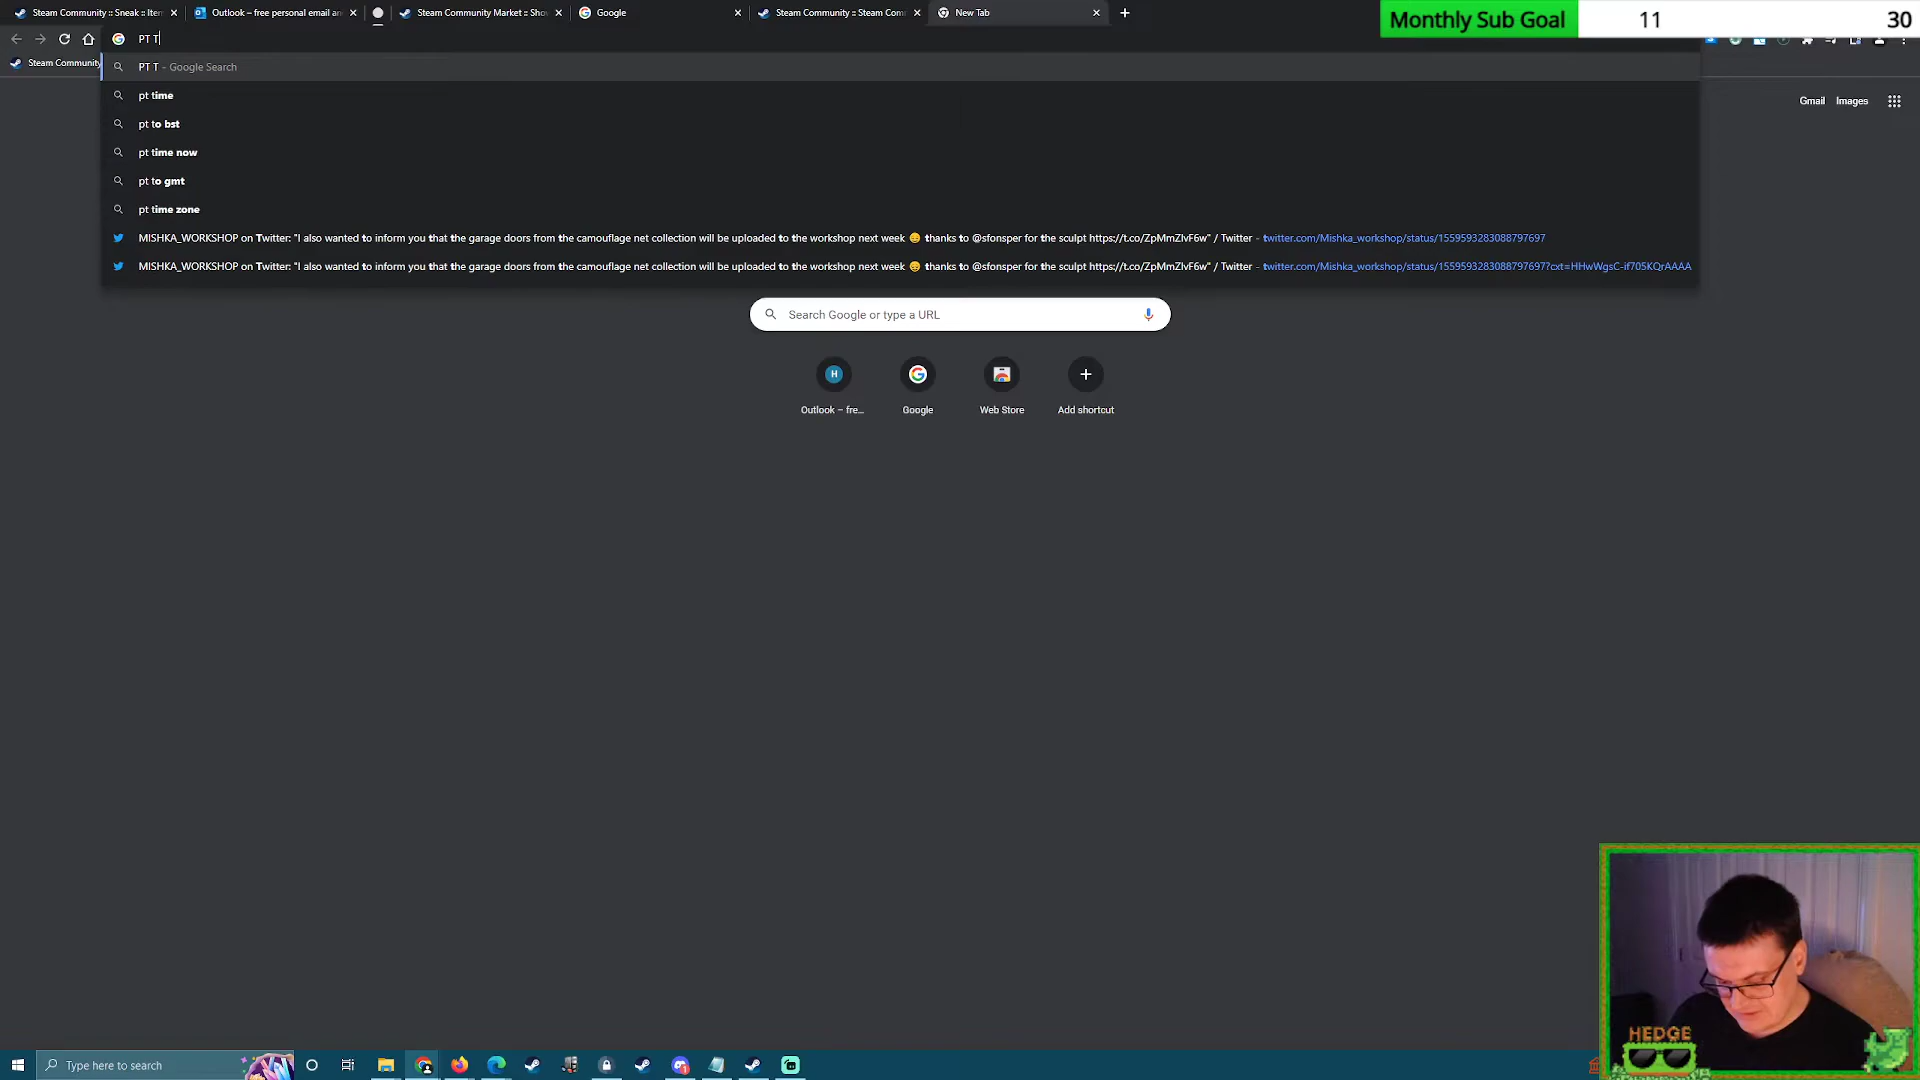 Steam Community :: Sneak :: Item
Outlook – free personal email an
Steam Community Market :: Sho
Google
Steam Community :: Steam Com
New Tab
Monthly Sub Goal 11 30
PT T
Steam Community
PT T - Google Search
pt time
pt to bst
pt time now
pt to gmt
pt time zone
MISHKA_WORKSHOP on Twitter: "I also wanted to inform you that the garage doors from the camouflage net collection will be uploaded to the workshop next week 😊 thanks to @sfonsper for the sculpt https://t.co/ZpMmZlvF6w" / Twitter - twitter.com/Mishka_workshop/status/1559593283088797697
MISHKA_WORKSHOP on Twitter: "I also wanted to inform you that the garage doors from the camouflage net collection will be uploaded to the workshop next week 😊 thanks to @sfonsper for the sculpt https://t.co/ZpMmZlvF6w" / Twitter - twitter.com/Mishka_workshop/status/1559593283088797697?cxt=HHwWgsC-if705KQrAAAA
Gmail Images
Search Google or type a URL
H
Outlook – fre...
Google
Web Store
Add shortcut
HEDGE
Type here to search